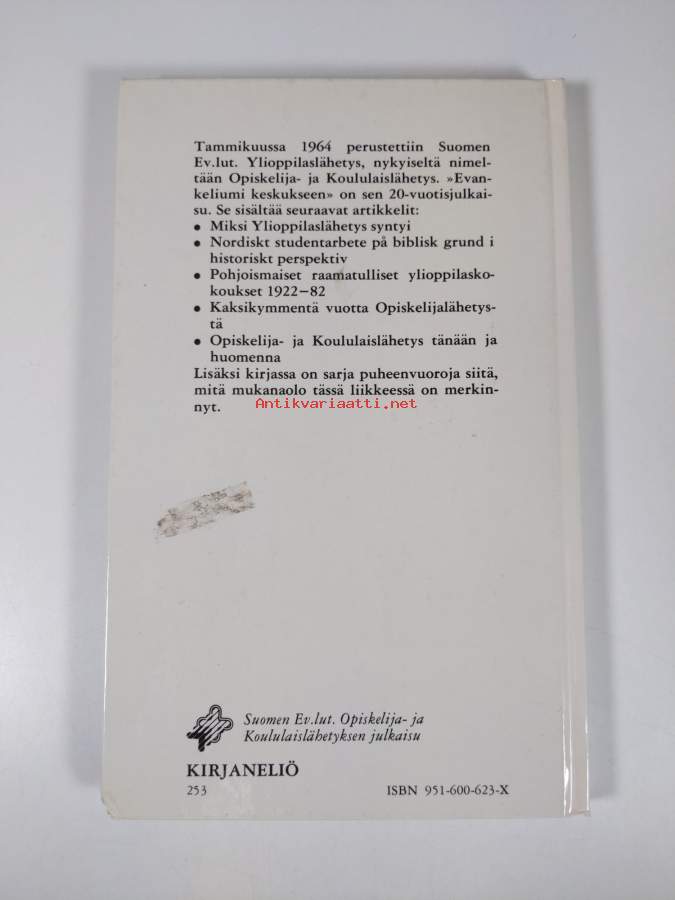 Tammikuussa 1964 perustettiin Suomen
Ev.lut. Ylioppilaslähetys, nykyiseltä nimel-
tään Opiskelija- ja Koululaislähetys. »Evan-
keliumi keskukseen» on sen 20-vuotisjulkai-
su. Se sisältää seuraavat artikkelit:
● Miksi Ylioppilaslähetys syntyi
● Nordiskt studentarbete på biblisk grund i
historiskt perspektiv
● Pohjoismaiset raamatulliset ylioppilasko-
koukset 1922–82
● Kaksikymmentä vuotta Opiskelijalähetys-
tä
● Opiskelija- ja Koululaislähetys tänään ja
huomenna
Lisäksi kirjassa on sarja puheenvuoroja siitä,
mitä mukanaolo tässä liikkeessä on merkin-
nyt.
Antikvariaatti.net
Suomen Ev.lut. Opiskelija- ja
Koululaislähetyksen julkaisu
KIRJANELIÖ
253 ISBN 951-600-623-X